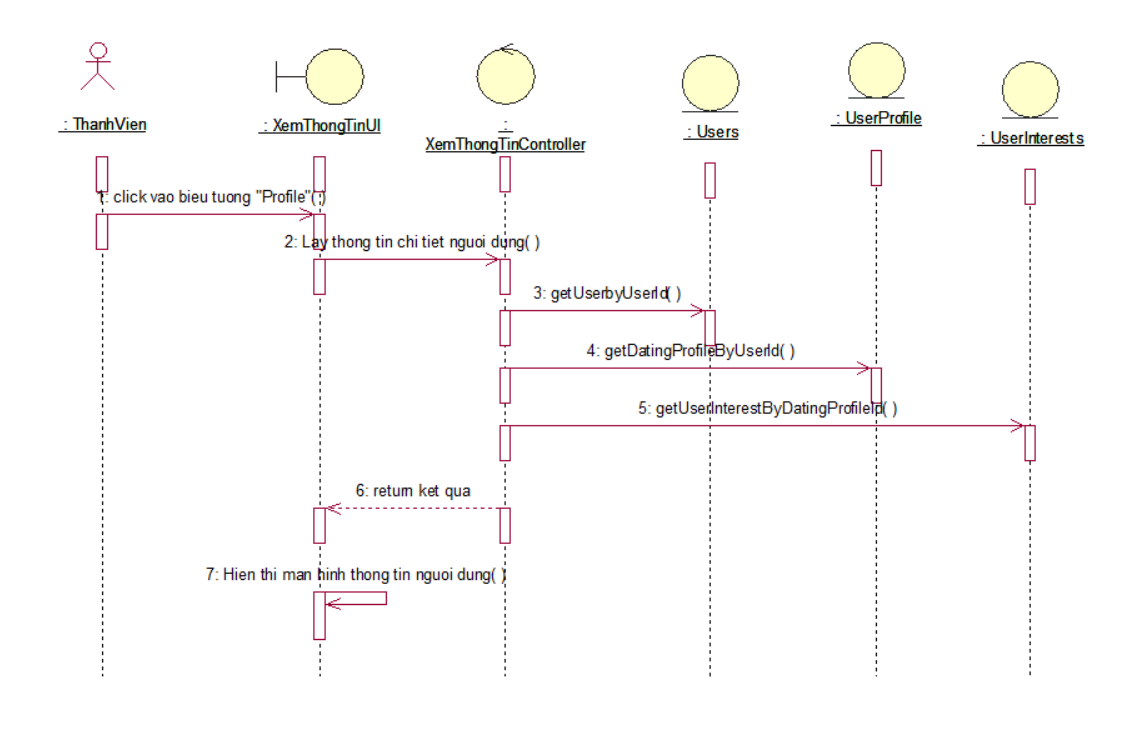 : ThanhVien
: XemThongTinUI
:
XemThongTinController
: Users
: UserProfile
: UserInterests
1: click vao bieu tuong "Profile"( )
2: Lay thong tin chi tiet nguoi dung( )
3: getUserbyUserId( )
4: getDatingProfileByUserId( )
5: getUserInterestByDatingProfileId( )
6: return ket qua
7: Hien thi man hinh thong tin nguoi dung( )